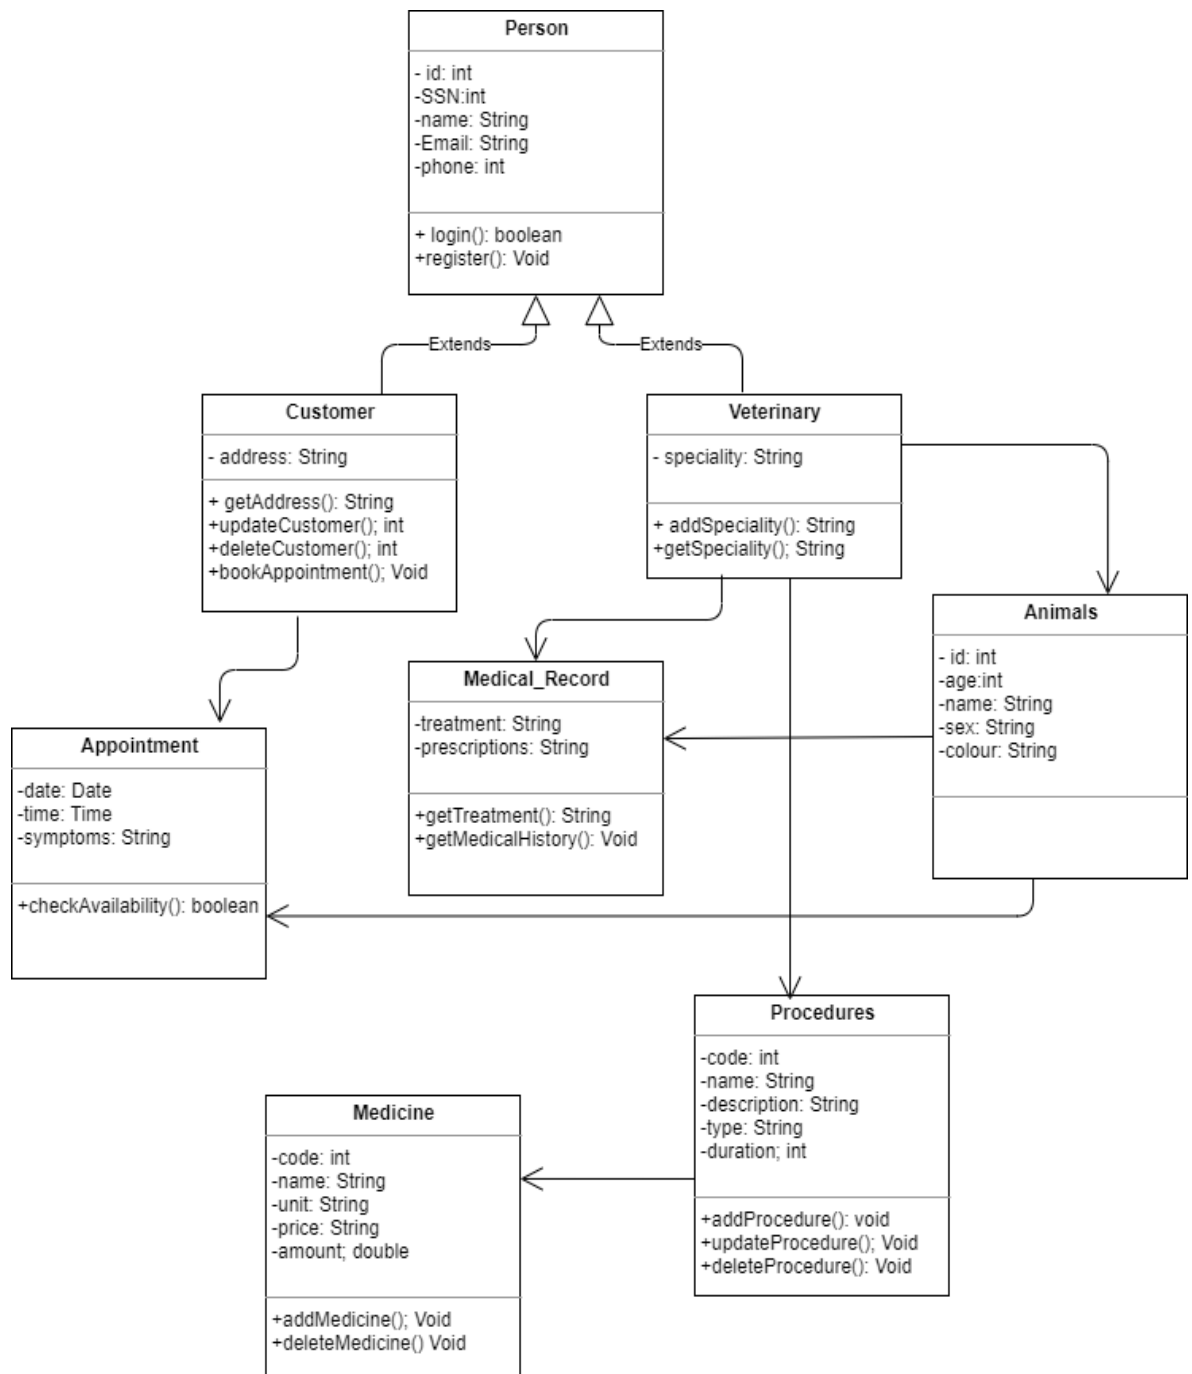 Person
- id: int
-SSN:int
-name: String
-Email: String
-phone: int
+ login(): boolean
+register(): Void
Extends
Extends
Customer
- address: String
+ getAddress(): String
+updateCustomer(); int
+deleteCustomer(); int
+bookAppointment(); Void
Veterinary
- speciality: String
+ addSpeciality(): String
+getSpeciality(); String
Animals
- id: int
-age:int
-name: String
-sex: String
-colour: String
Medical_Record
-treatment: String
-prescriptions: String
+getTreatment(): String
+getMedicalHistory(): Void
Appointment
-date: Date
-time: Time
-symptoms: String
+checkAvailability(): boolean
Procedures
-code: int
-name: String
-description: String
-type: String
-duration; int
+addProcedure(): void
+updateProcedure(); Void
+deleteProcedure(): Void
Medicine
-code: int
-name: String
-unit: String
-price: String
-amount; double
+addMedicine(); Void
+deleteMedicine() Void